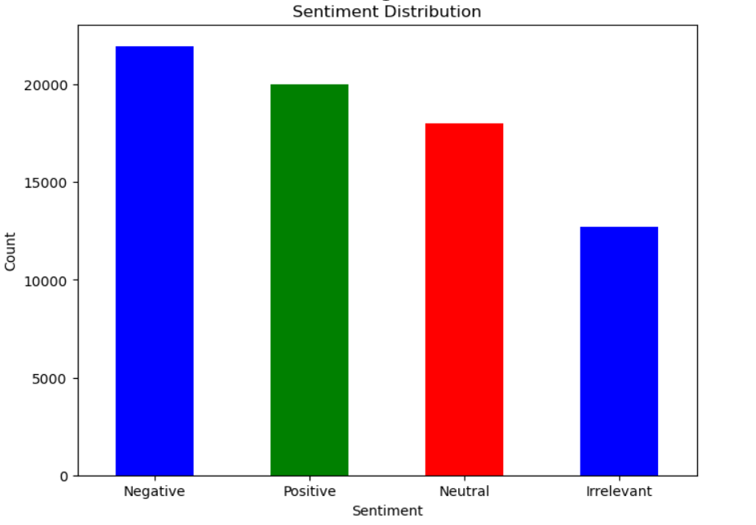 Sentiment Distribution
20000
15000
10000
5000
0
Count
Negative Positive Neutral Irrelevant
Sentiment